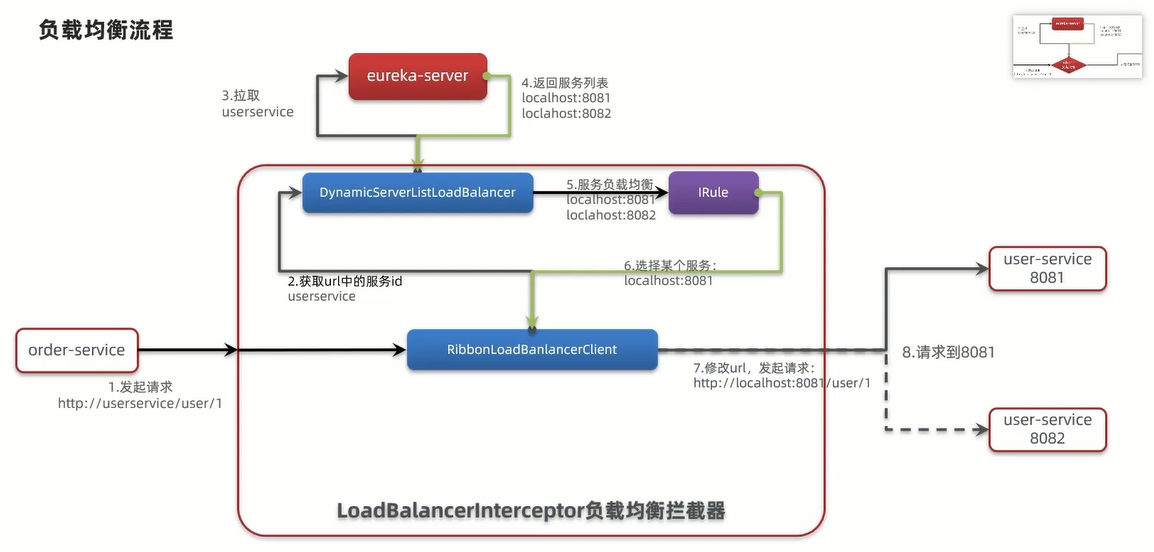 负载均衡流程
eureka-server
3.拉取
userservice
4.返回服务列表
localhost:8081
loclahost:8082
DynamicServerListLoadBalancer
5.服务负载均衡
localhost:8081
loclahost:8082
IRule
2.获取url中的服务id
userservice
6.选择某个服务：
localhost:8081
user-service
8081
order-service
RibbonLoadBanlancerClient
1.发起请求
http://userservice/user/1
7.修改url，发起请求：
http://localhost:8081/user/1
8.请求到8081
user-service
8082
LoadBalancerInterceptor负载均衡拦截器